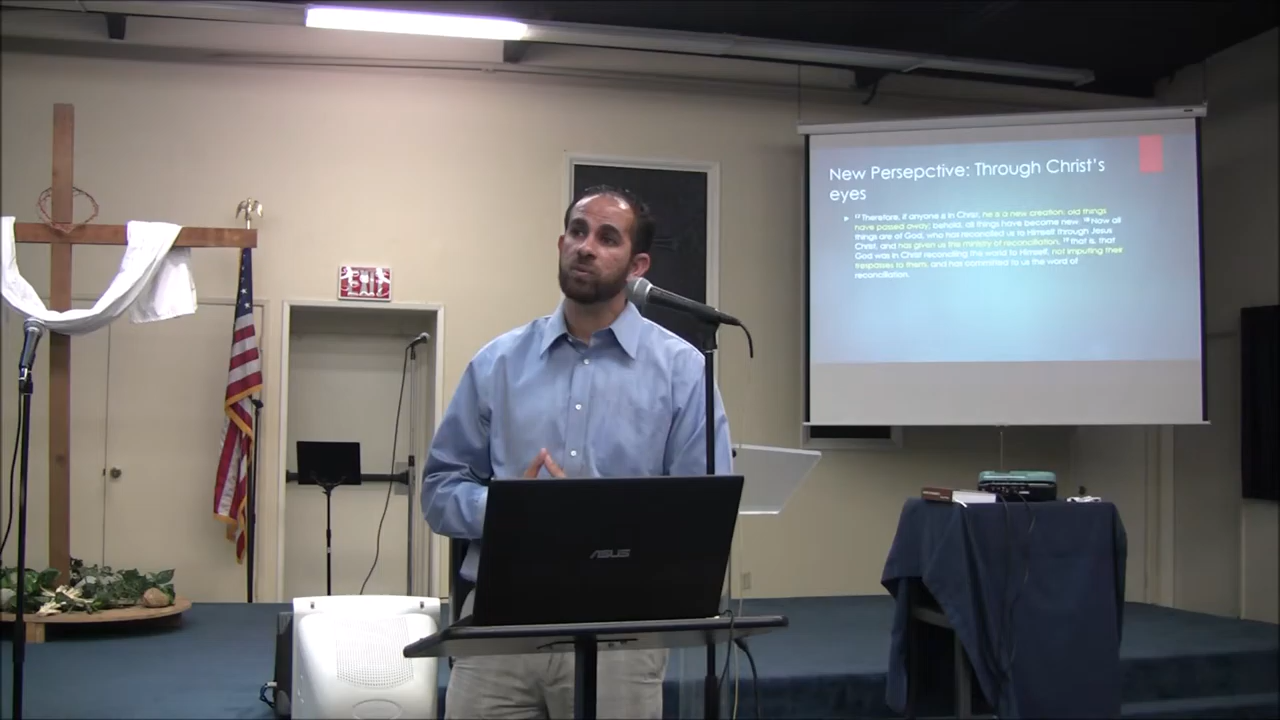 EXIT
New Persepctive: Through Christ's
eyes
17 Therefore, if anyone is in Christ, he is a new creation; old things
have passed away; behold, all things have become new. 18 Now all
things are of God, who has reconciled us to Himself through Jesus
Christ, and has given us the ministry of reconciliation, 19 that is, that
God was in Christ reconciling the world to Himself, not imputing their
trespasses to them, and has committed to us the word of
reconciliation.
ASUS